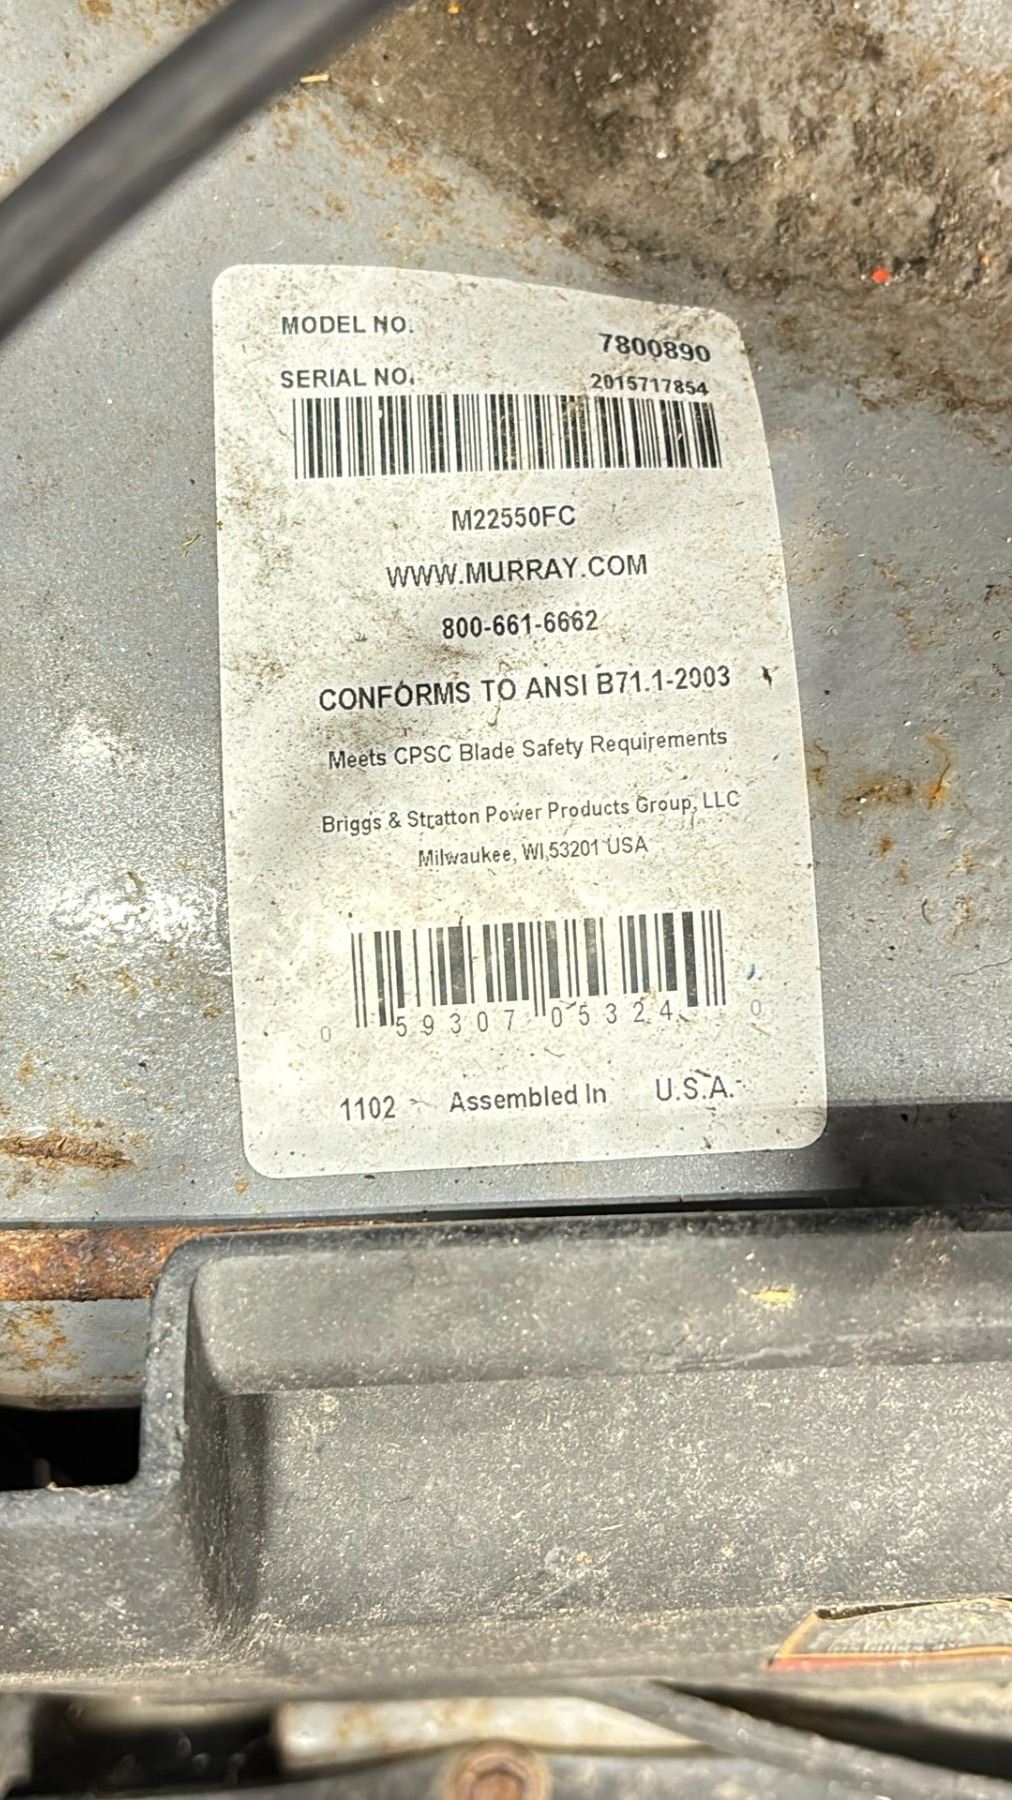 MODEL NO. 7800890
SERIAL NO. 2015717854
M22550FC
WWW.MURRAY.COM
800-661-6662
CONFORMS TO ANSI B71.1-2003
Meets CPSC Blade Safety Requirements
Briggs & Stratton Power Products Group, LLC
Milwaukee, WI,53201 USA
0 59307 05324 0
1102 Assembled In U.S.A.